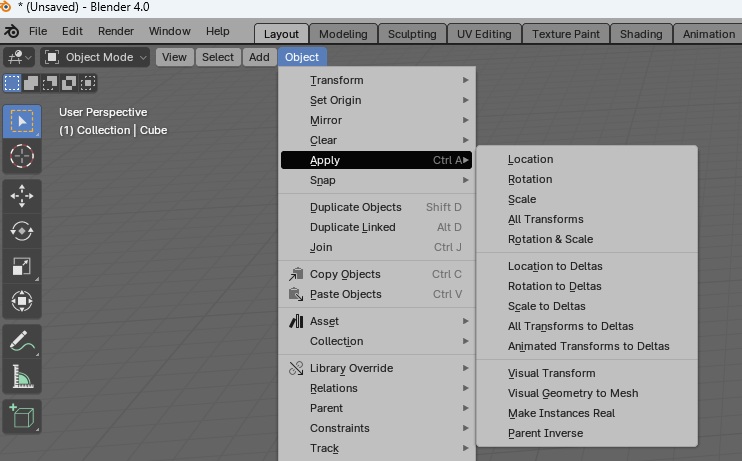 * (Unsaved) - Blender 4.0
File Edit Render Window Help Layout Modeling Sculpting UV Editing Texture Paint Shading Animation
Object Mode View Select Add Object
User Perspective
(1) Collection | Cube
Transform
Set Origin
Mirror
Clear
Apply Ctrl A
Snap
Duplicate Objects Shift D
Duplicate Linked Alt D
Join Ctrl J
Copy Objects Ctrl C
Paste Objects Ctrl V
Asset
Collection
Library Override
Relations
Parent
Constraints
Track
Location
Rotation
Scale
All Transforms
Rotation & Scale
Location to Deltas
Rotation to Deltas
Scale to Deltas
All Transforms to Deltas
Animated Transforms to Deltas
Visual Transform
Visual Geometry to Mesh
Make Instances Real
Parent Inverse